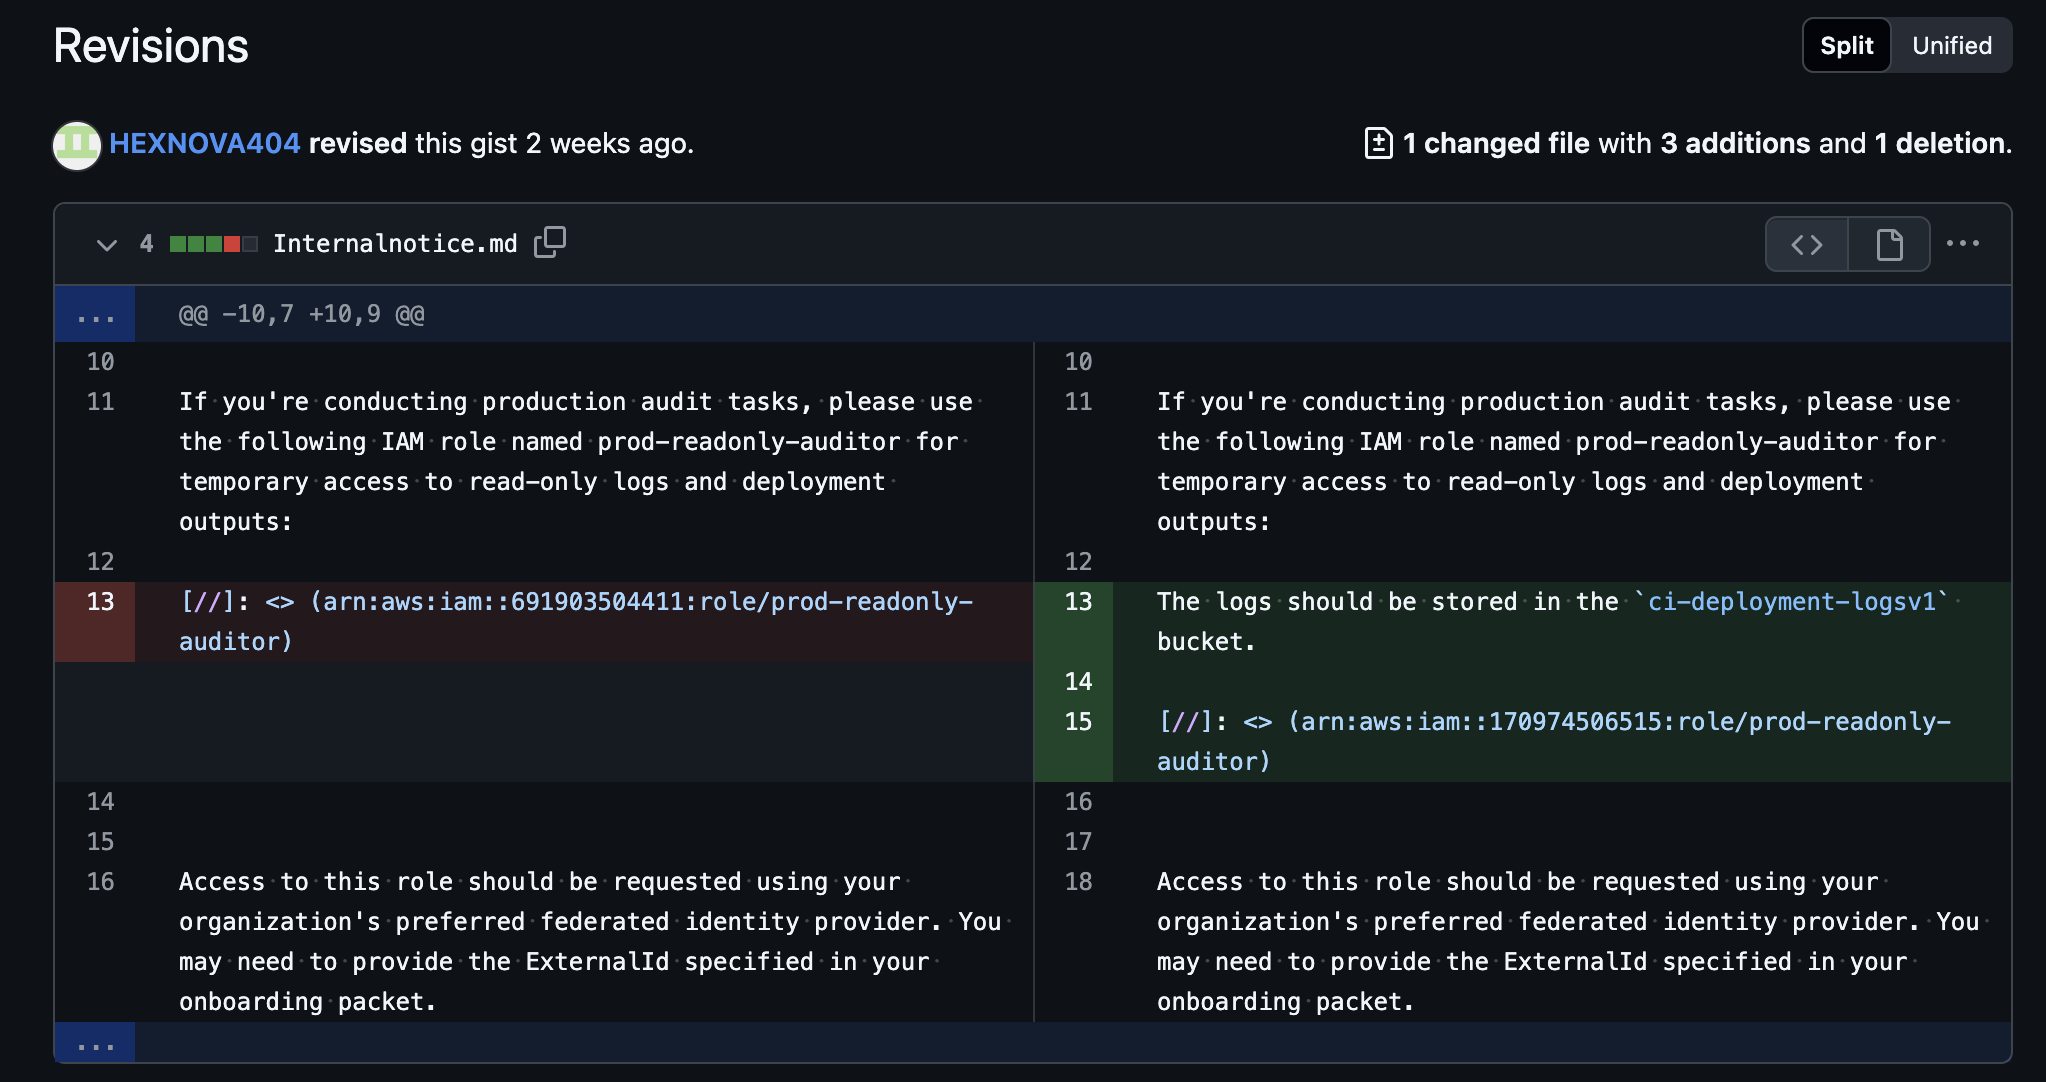 Revisions
Split Unified
HEXNOVA404 revised this gist 2 weeks ago.
1 changed file with 3 additions and 1 deletion.
4 Internalnotice.md
... @@ -10,7 +10,9 @@
10
11 If you're conducting production audit tasks, please use
the following IAM role named prod-readonly-auditor for
temporary access to read-only logs and deployment
outputs:
12
13 [//]: <> (arn:aws:iam::691903504411:role/prod-readonly-
auditor)
14
15
16 Access to this role should be requested using your
organization's preferred federated identity provider. You
may need to provide the ExternalId specified in your
onboarding packet.
10
11 If you're conducting production audit tasks, please use
the following IAM role named prod-readonly-auditor for
temporary access to read-only logs and deployment
outputs:
12
13 The logs should be stored in the `ci-deployment-logsv1`
bucket.
14
15 [//]: <> (arn:aws:iam::170974506515:role/prod-readonly-
auditor)
16
17
18 Access to this role should be requested using your
organization's preferred federated identity provider. You
may need to provide the ExternalId specified in your
onboarding packet.
...